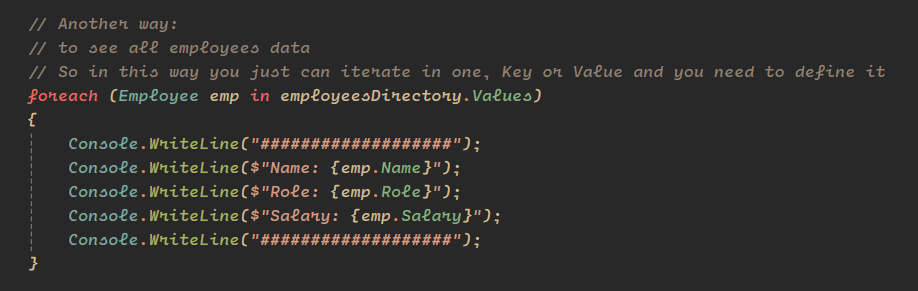 // Another way:
// to see all employees data
// So in this way you just can iterate in one, Key or Value and you need to define it
foreach (Employee emp in employeesDirectory.Values)
{
    Console.WriteLine("###################");
    Console.WriteLine($"Name: {emp.Name}");
    Console.WriteLine($"Role: {emp.Role}");
    Console.WriteLine($"Salary: {emp.Salary}");
    Console.WriteLine("###################");
}